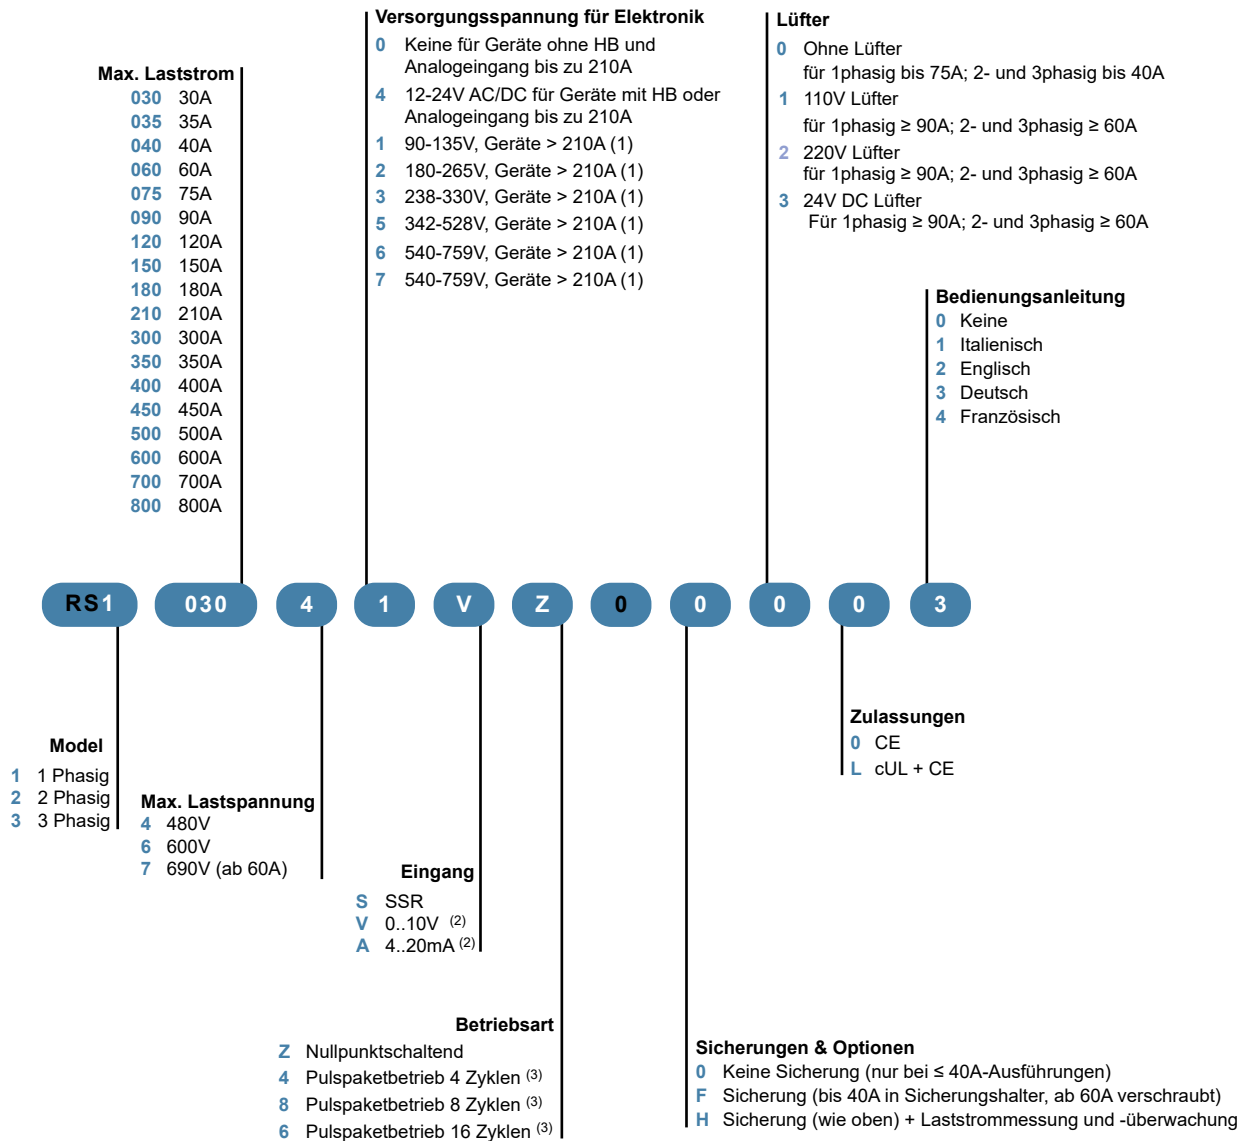 Versorgungsspannung für Elektronik
0 Keine für Geräte ohne HB und
Analogeingang bis zu 210A
4 12-24V AC/DC für Geräte mit HB oder
Analogeingang bis zu 210A
1 90-135V, Geräte > 210A (1)
2 180-265V, Geräte > 210A (1)
3 238-330V, Geräte > 210A (1)
5 342-528V, Geräte > 210A (1)
6 540-759V, Geräte > 210A (1)
7 540-759V, Geräte > 210A (1)
Lüfter
0 Ohne Lüfter
für 1phasig bis 75A; 2- und 3phasig bis 40A
1 110V Lüfter
für 1phasig ≥ 90A; 2- und 3phasig ≥ 60A
2 220V Lüfter
für 1phasig ≥ 90A; 2- und 3phasig ≥ 60A
3 24V DC Lüfter
Für 1phasig ≥ 90A; 2- und 3phasig ≥ 60A
Max. Laststrom
030 30A
035 35A
040 40A
060 60A
075 75A
090 90A
120 120A
150 150A
180 180A
210 210A
300 300A
350 350A
400 400A
450 450A
500 500A
600 600A
700 700A
800 800A
Bedienungsanleitung
0 Keine
1 Italienisch
2 Englisch
3 Deutsch
4 Französisch
RS1 030 4 1 V Z 0 0 0 0 3
Model
1 1 Phasig
2 2 Phasig
3 3 Phasig
Max. Lastspannung
4 480V
6 600V
7 690V (ab 60A)
Eingang
S SSR
V 0..10V (2)
A 4..20mA (2)
Zulassungen
0 CE
L cUL + CE
Betriebsart
Z Nullpunktschaltend
4 Pulspaketbetrieb 4 Zyklen (3)
8 Pulspaketbetrieb 8 Zyklen (3)
6 Pulspaketbetrieb 16 Zyklen (3)
Sicherungen & Optionen
0 Keine Sicherung (nur bei ≤ 40A-Ausführungen)
F Sicherung (bis 40A in Sicherungshalter, ab 60A verschraubt)
H Sicherung (wie oben) + Laststrommessung und -überwachung